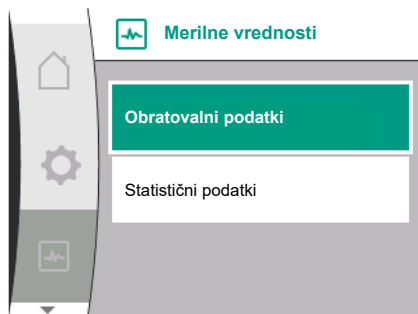 Merilne vrednosti
Obratovalni podatki
Statistični podatki